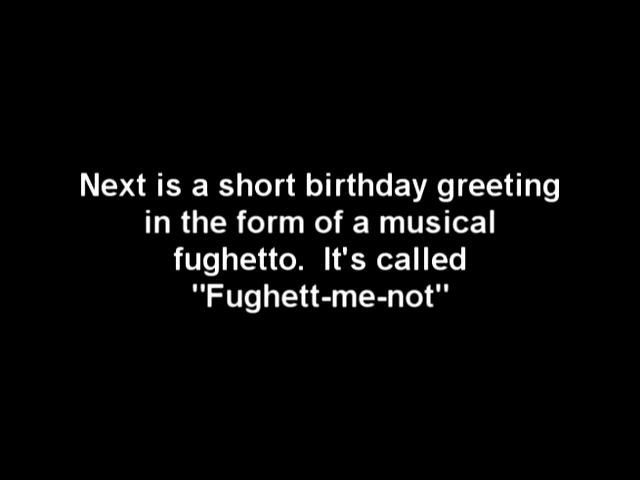 Next is a short birthday greeting
in the form of a musical
fughetto.  It's called
"Fughett-me-not"